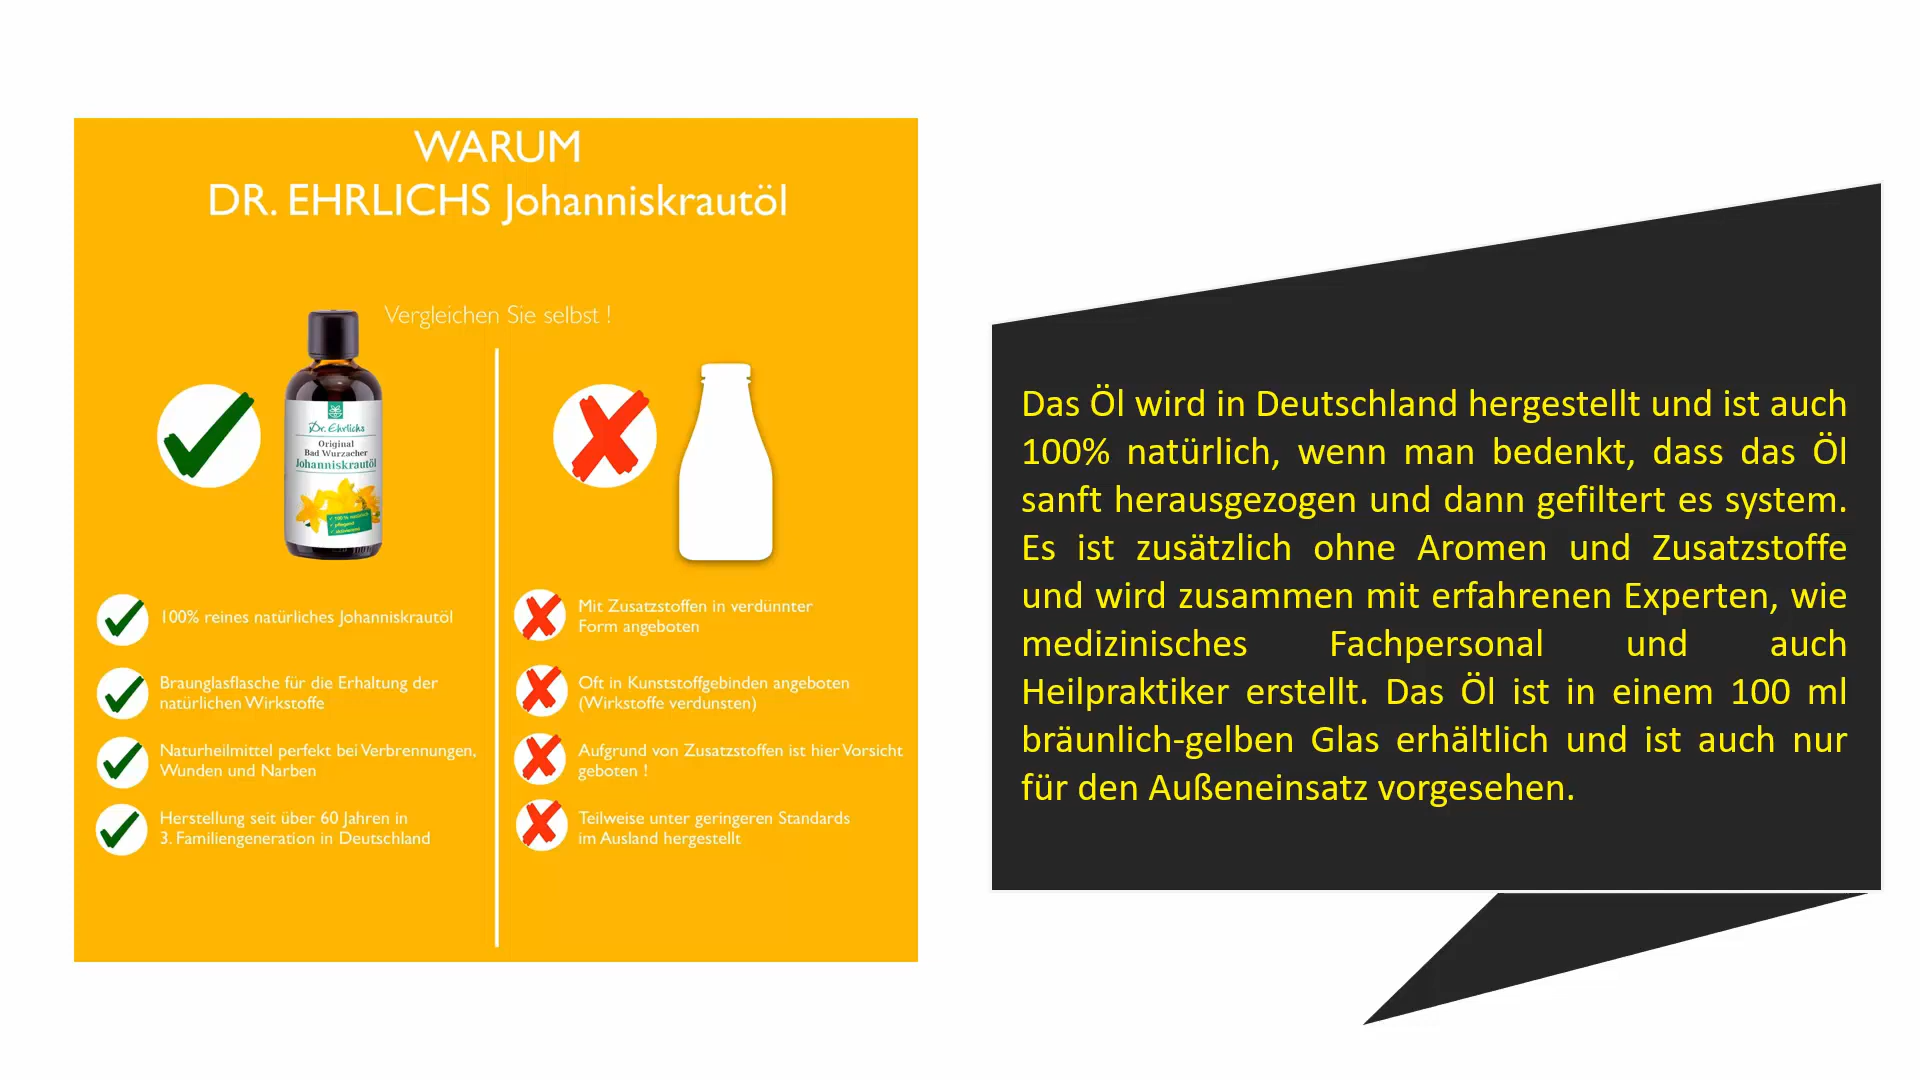 WARUM
DR. EHRLICHS Johanniskrautöl
Vergleichen Sie selbst !
Dr. Ehrlichs
Original
Bad Wurzacher
Johanniskrautöl
100% reines natürliches Johanniskrautöl
Braunglasflasche für die Erhaltung der
natürlichen Wirkstoffe
Naturheilmittel perfekt bei Verbrennungen,
Wunden und Narben
Herstellung seit über 60 Jahren in
3. Familiengeneration in Deutschland
Mit Zusatzstoffen in verdünnter
Form angeboten
Oft in Kunststoffgebinden angeboten
(Wirkstoffe verdunsten)
Aufgrund von Zusatzstoffen ist hier Vorsicht
geboten !
Teilweise unter geringeren Standards
im Ausland hergestellt
Das Öl wird in Deutschland hergestellt und ist auch
100% natürlich, wenn man bedenkt, dass das Öl
sanft herausgezogen und dann gefiltert es system.
Es ist zusätzlich ohne Aromen und Zusatzstoffe
und wird zusammen mit erfahrenen Experten, wie
medizinisches Fachpersonal und auch
Heilpraktiker erstellt. Das Öl ist in einem 100 ml
bräunlich-gelben Glas erhältlich und ist auch nur
für den Außeneinsatz vorgesehen.